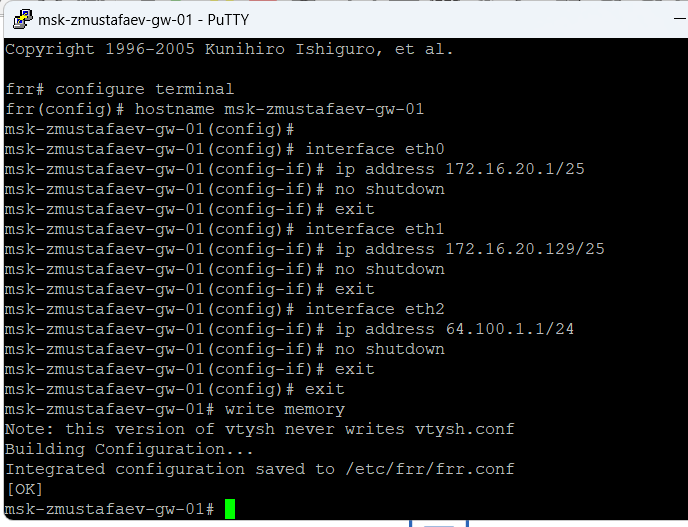 msk-zmustafaev-gw-01 - PuTTY
Copyright 1996-2005 Kunihiro Ishiguro, et al.

frr# configure terminal
frr(config)# hostname msk-zmustafaev-gw-01
msk-zmustafaev-gw-01(config)#
msk-zmustafaev-gw-01(config)# interface eth0
msk-zmustafaev-gw-01(config-if)# ip address 172.16.20.1/25
msk-zmustafaev-gw-01(config-if)# no shutdown
msk-zmustafaev-gw-01(config-if)# exit
msk-zmustafaev-gw-01(config)# interface eth1
msk-zmustafaev-gw-01(config-if)# ip address 172.16.20.129/25
msk-zmustafaev-gw-01(config-if)# no shutdown
msk-zmustafaev-gw-01(config-if)# exit
msk-zmustafaev-gw-01(config)# interface eth2
msk-zmustafaev-gw-01(config-if)# ip address 64.100.1.1/24
msk-zmustafaev-gw-01(config-if)# no shutdown
msk-zmustafaev-gw-01(config-if)# exit
msk-zmustafaev-gw-01(config)# exit
msk-zmustafaev-gw-01# write memory
Note: this version of vtysh never writes vtysh.conf
Building Configuration...
Integrated configuration saved to /etc/frr/frr.conf
[OK]
msk-zmustafaev-gw-01#